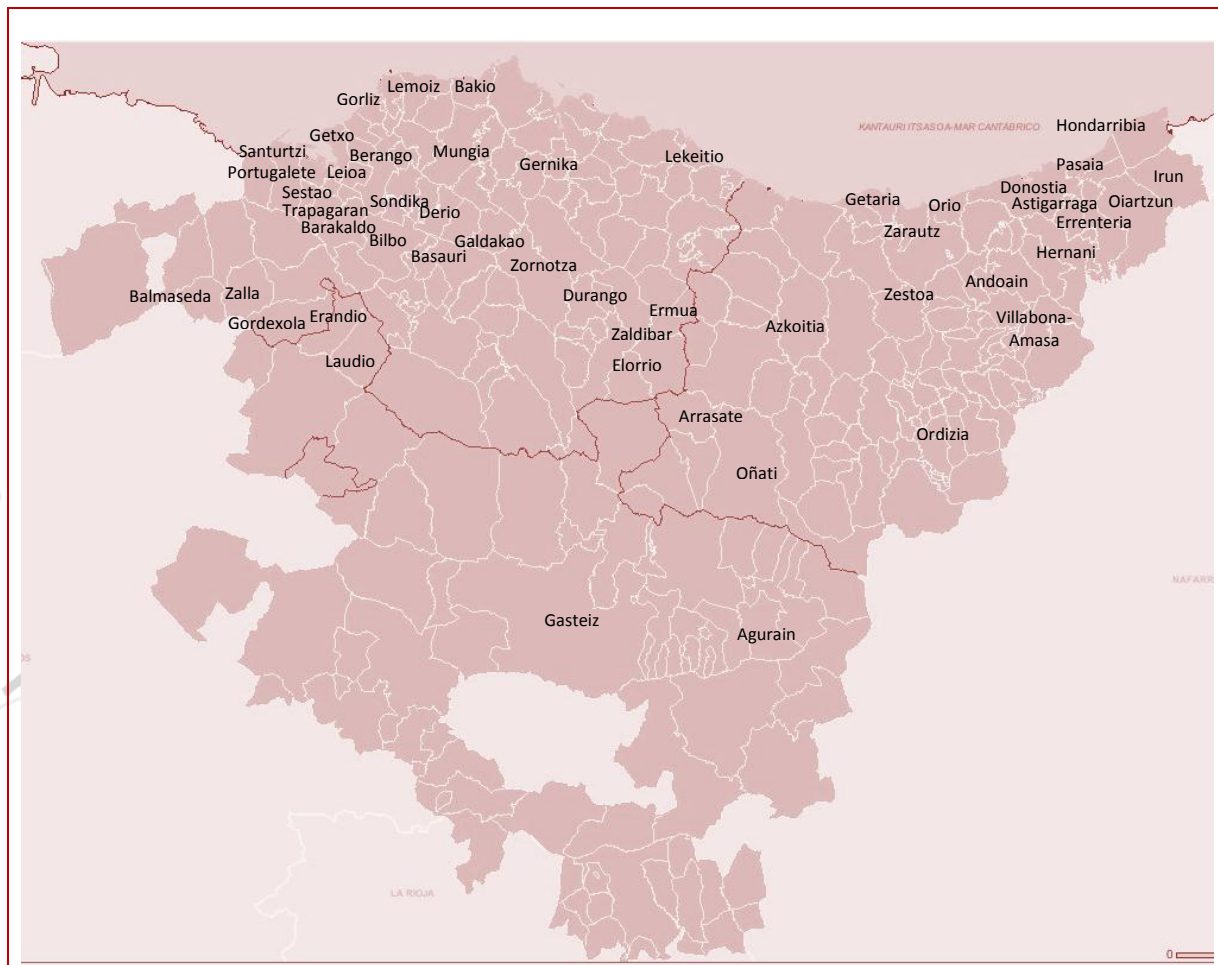 Lemoiz Bakio
Gorliz
KANTAURI ITSASOA-MAR CANTÁBRICO
Hondarribia
Getxo
Santurtzi
Berango
Mungia
Gernika
Lekeitio
Pasaia
Irun
Portugalete
Leioa
Sestao
Donostia
Trapagaran
Sondika
Derio
Getaria
Orio
Astigarraga
Oiartzun
Barakaldo
Bilbo
Galdakao
Zarautz
Errenteria
Basauri
Zornotza
Hernani
Balmaseda
Zalla
Durango
Zestoa
Andoain
Gordexola
Erandio
Ermua
Azkoitia
Villabona-
Amasa
Zaldibar
Laudio
Elorrio
Arrasate
Ordizia
Oñati
NAFARR
Gasteiz
Agurain
OS
LA RIOJA
0